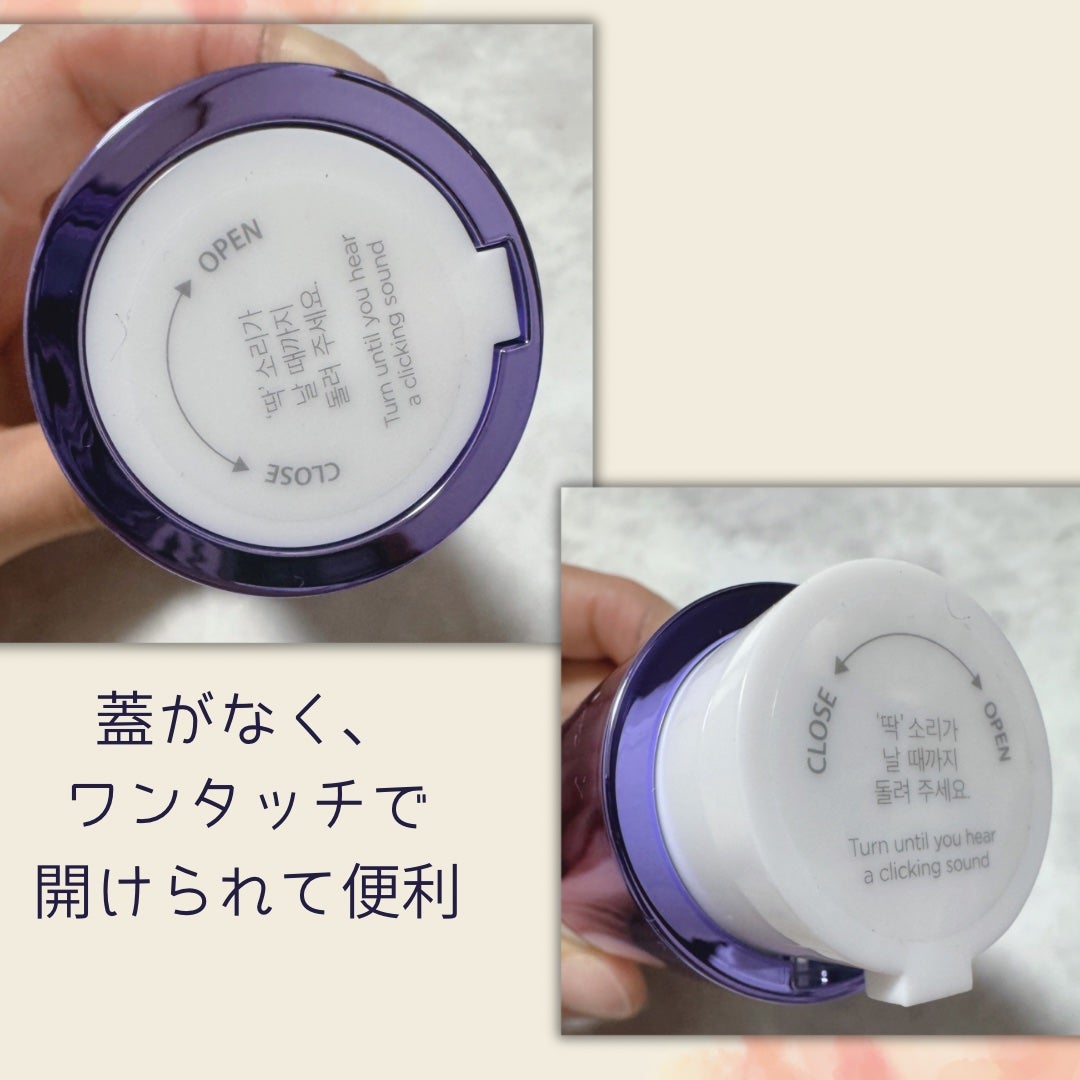 OPEN
'딱' 소리가
날 때까지
돌려 주세요.
Turn until you hear
a clicking sound
CLOSE
蓋がなく、
ワンタッチで
開けられて便利
CLOSE
OPEN
'딱' 소리가
날 때까지
돌려 주세요.
Turn until you hear
a clicking sound